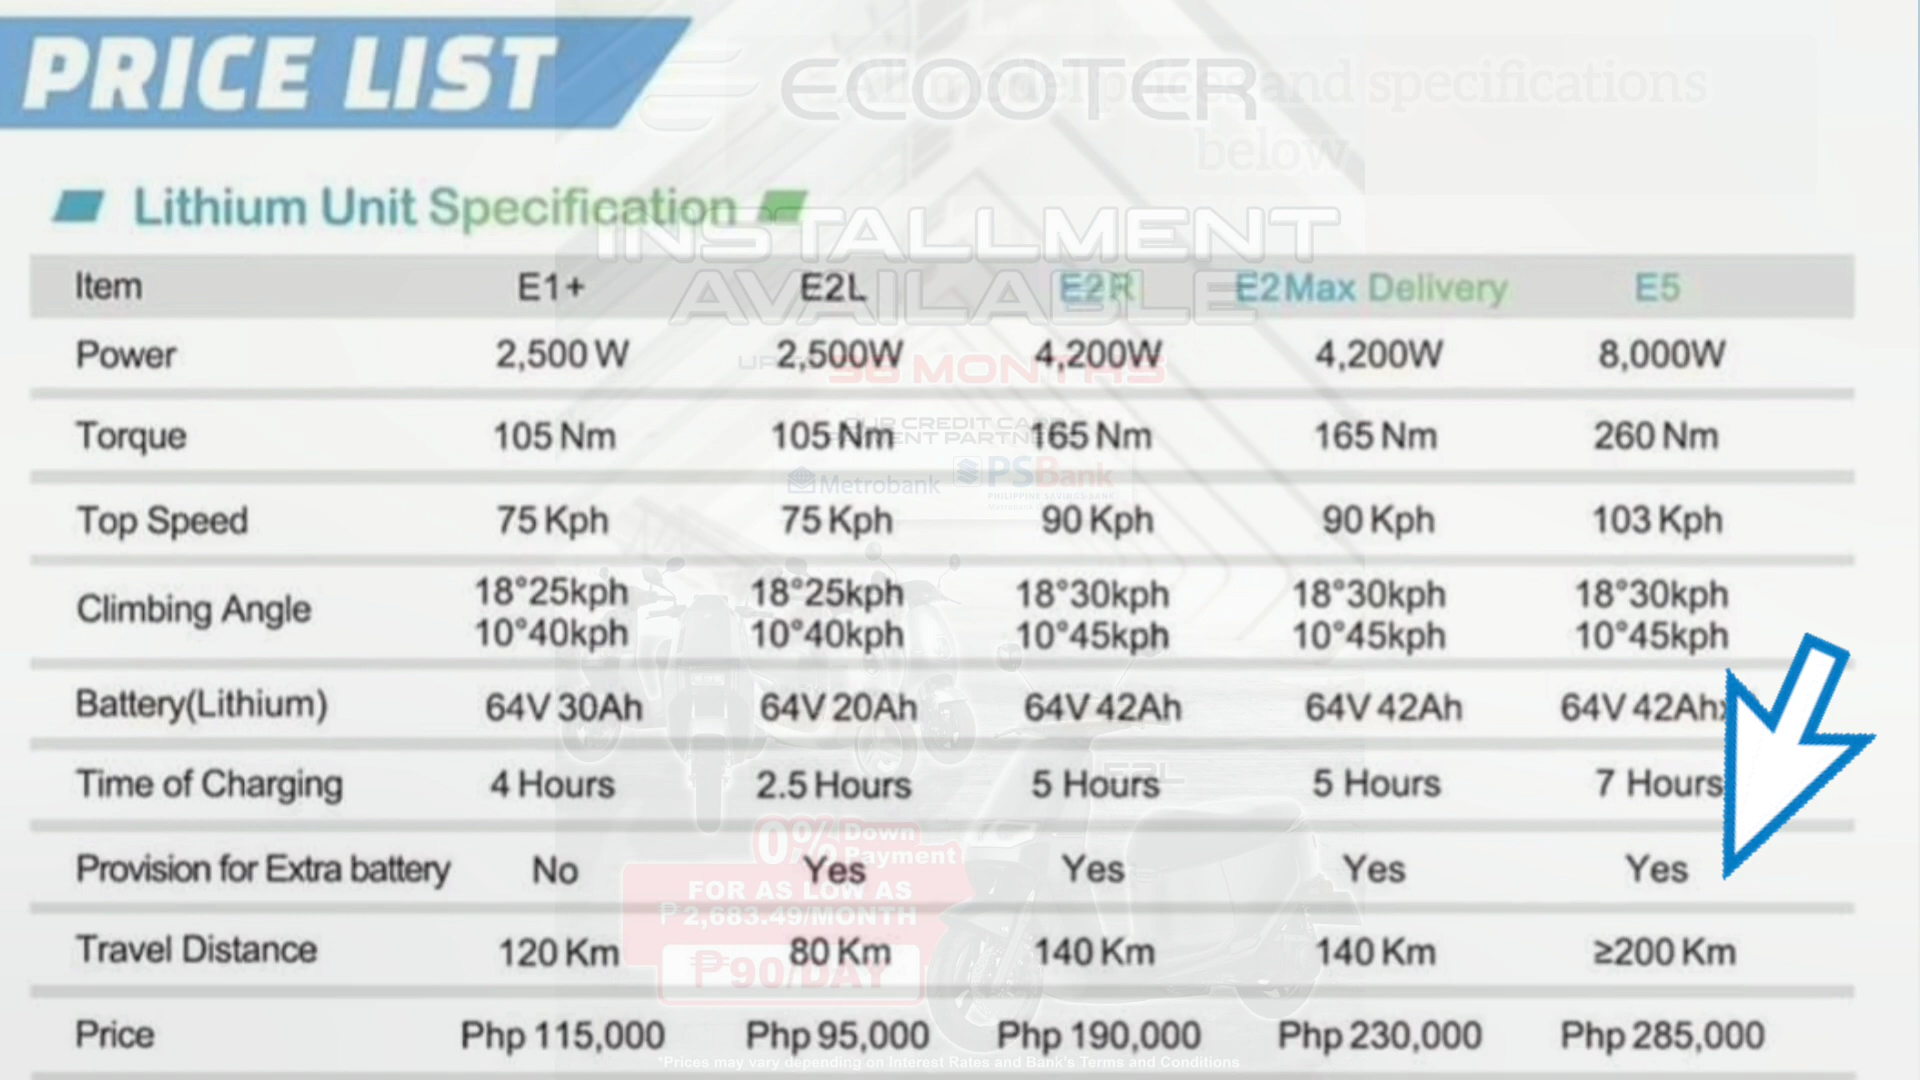 PRICE LIST
ECOOTER
All model prices and specifications
below
Lithium Unit Specification
INSTALLMENT
AVAILABLE
Item E1+ E2L E2R E2Max Delivery E5
Power 2,500 W 2,500W 4,200W 4,200W 8,000W
36 MONTHS
Torque 105 Nm 105 Nm 165 Nm 165 Nm 260 Nm
Metrobank PSBank
PHILIPPINE SAVINGS BANK
Top Speed 75 Kph 75 Kph 90 Kph 90 Kph 103 Kph
Climbing Angle 18°25kph 18°25kph 18°30kph 18°30kph 18°30kph
10°40kph 10°40kph 10°45kph 10°45kph 10°45kph
Battery(Lithium) 64V 30Ah 64V 20Ah 64V 42Ah 64V 42Ah 64V 42Ah
Time of Charging 4 Hours 2.5 Hours 5 Hours 5 Hours 7 Hours
0% Down
Payment
Provision for Extra battery No Yes Yes Yes Yes
FOR AS LOW AS
₱2,683.49/MONTH
Travel Distance 120 Km 80 Km 140 Km 140 Km ≥200 Km
₱90/DAY
Price Php 115,000 Php 95,000 Php 190,000 Php 230,000 Php 285,000
*Prices may vary depending on Interest Rates and Bank's Terms and Conditions